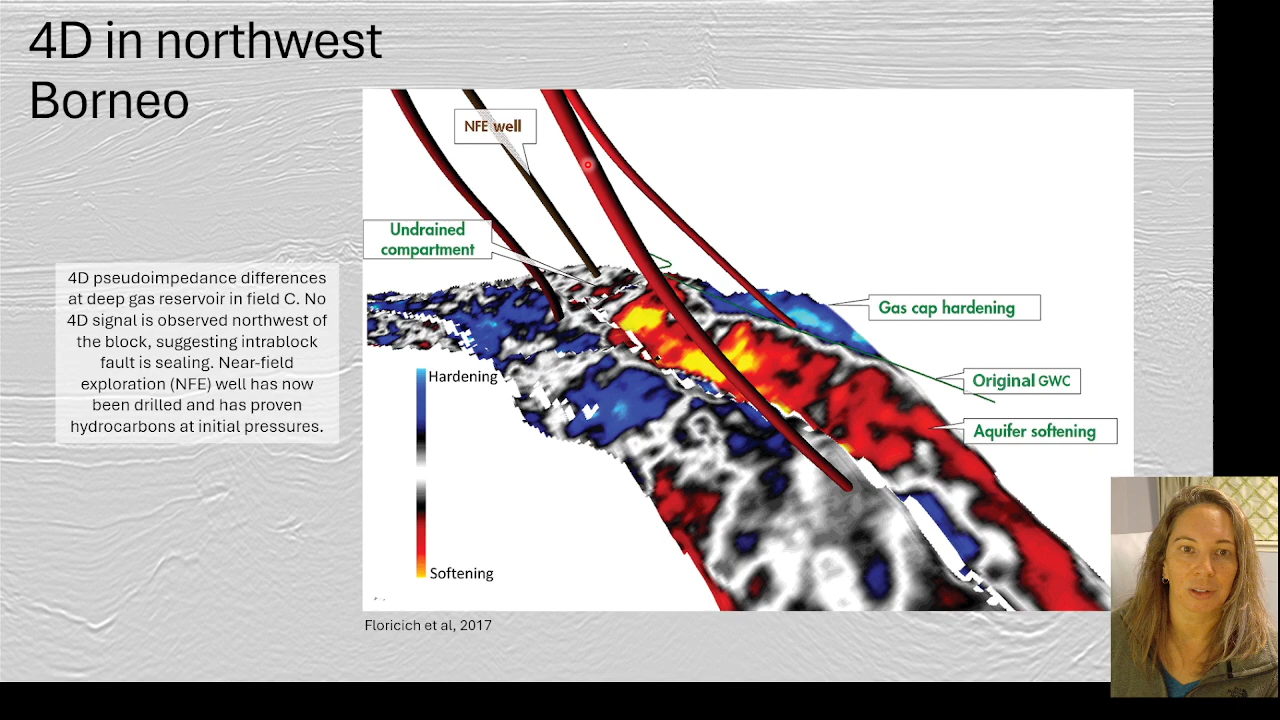 4D in northwest
Borneo
NFE well
Undrained
compartment
Gas cap hardening
Original GWC
Aquifer softening
Hardening
Softening
4D pseudoimpedance differences
at deep gas reservoir in field C. No
4D signal is observed northwest of
the block, suggesting intrablock
fault is sealing. Near-field
exploration (NFE) well has now
been drilled and has proven
hydrocarbons at initial pressures.
Floricich et al, 2017